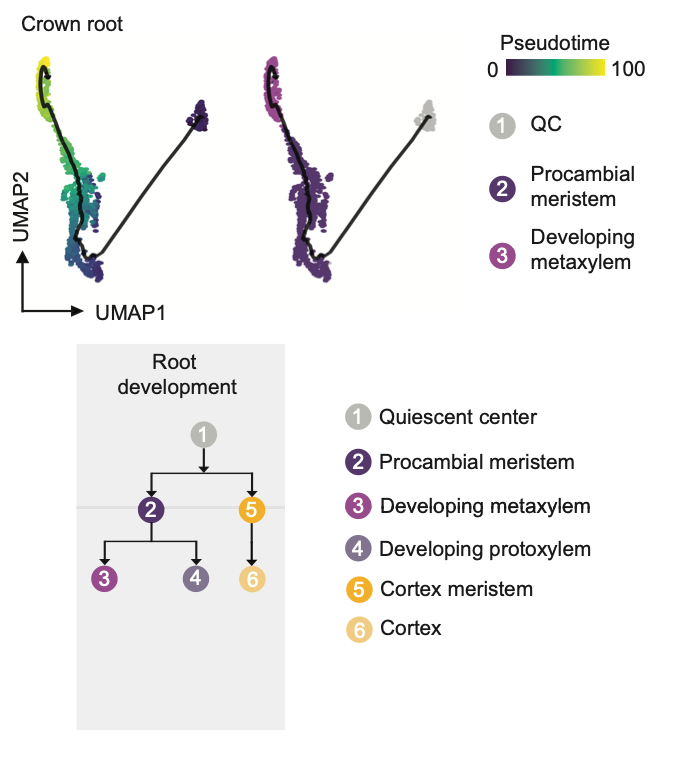 Crown root
Pseudotime
0 100
1 QC
2 Procambial
meristem
3 Developing
metaxylem
UMAP2
UMAP1
Root
development
1
2 5
3 4 6
1 Quiescent center
2 Procambial meristem
3 Developing metaxylem
4 Developing protoxylem
5 Cortex meristem
6 Cortex